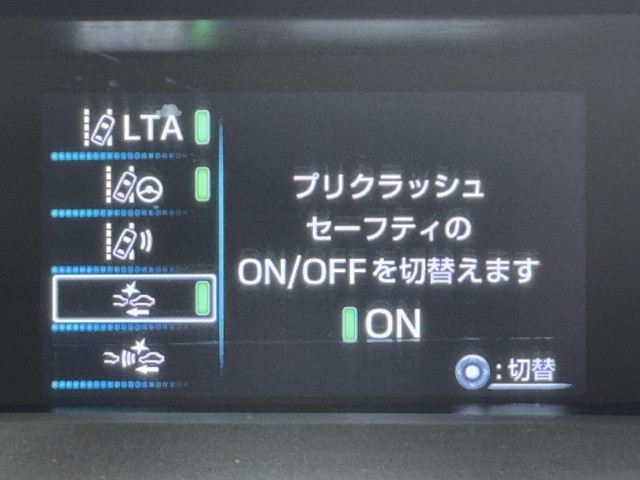 LTA
プリクラッシュ
セーフティの
ON/OFFを切替えます
ON
:切替